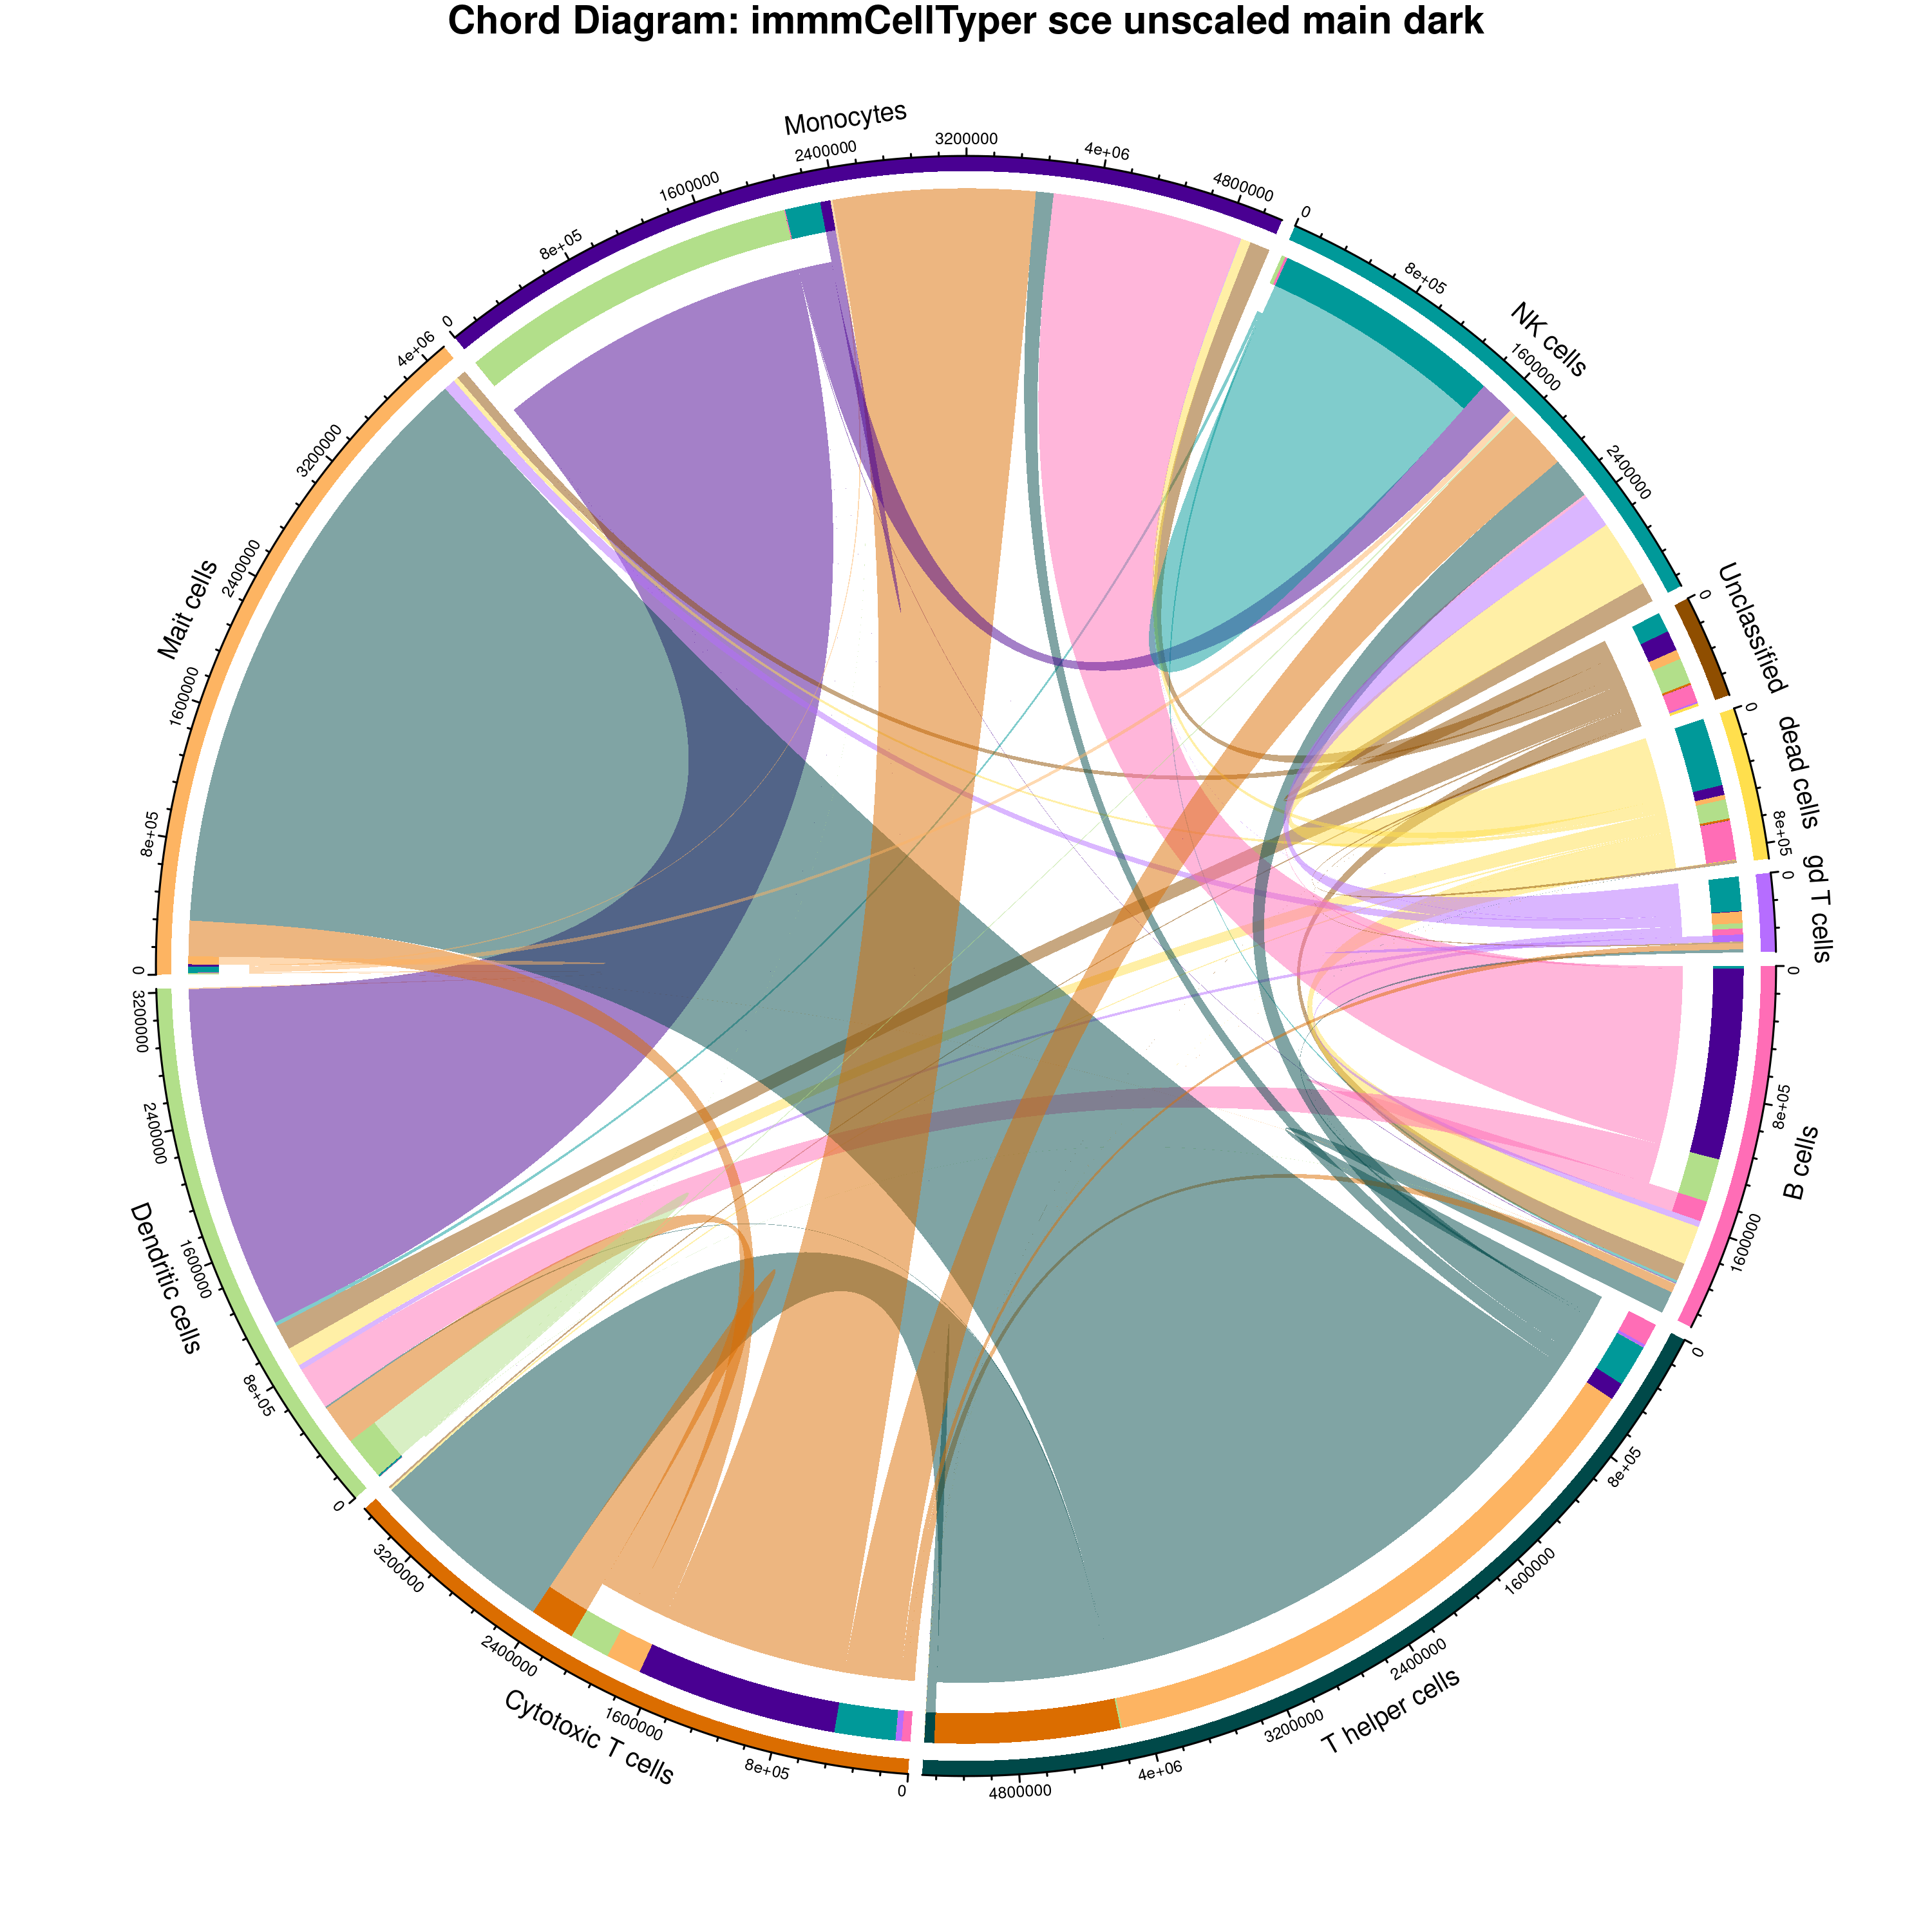 Chord Diagram: immmCellTyper sce unscaled main dark
Monocytes
0
8e+05
1600000
2400000
3200000
4e+06
4800000
NK cells
0
8e+05
1600000
2400000
Unclassified
0
dead cells
0
8e+05
gd T cells
0
B cells
0
8e+05
1600000
T helper cells
0
8e+05
1600000
2400000
3200000
4e+06
4800000
Cytotoxic T cells
0
8e+05
1600000
2400000
3200000
Dendritic cells
0
8e+05
1600000
2400000
3200000
Mait cells
0
8e+05
1600000
2400000
3200000
4e+06